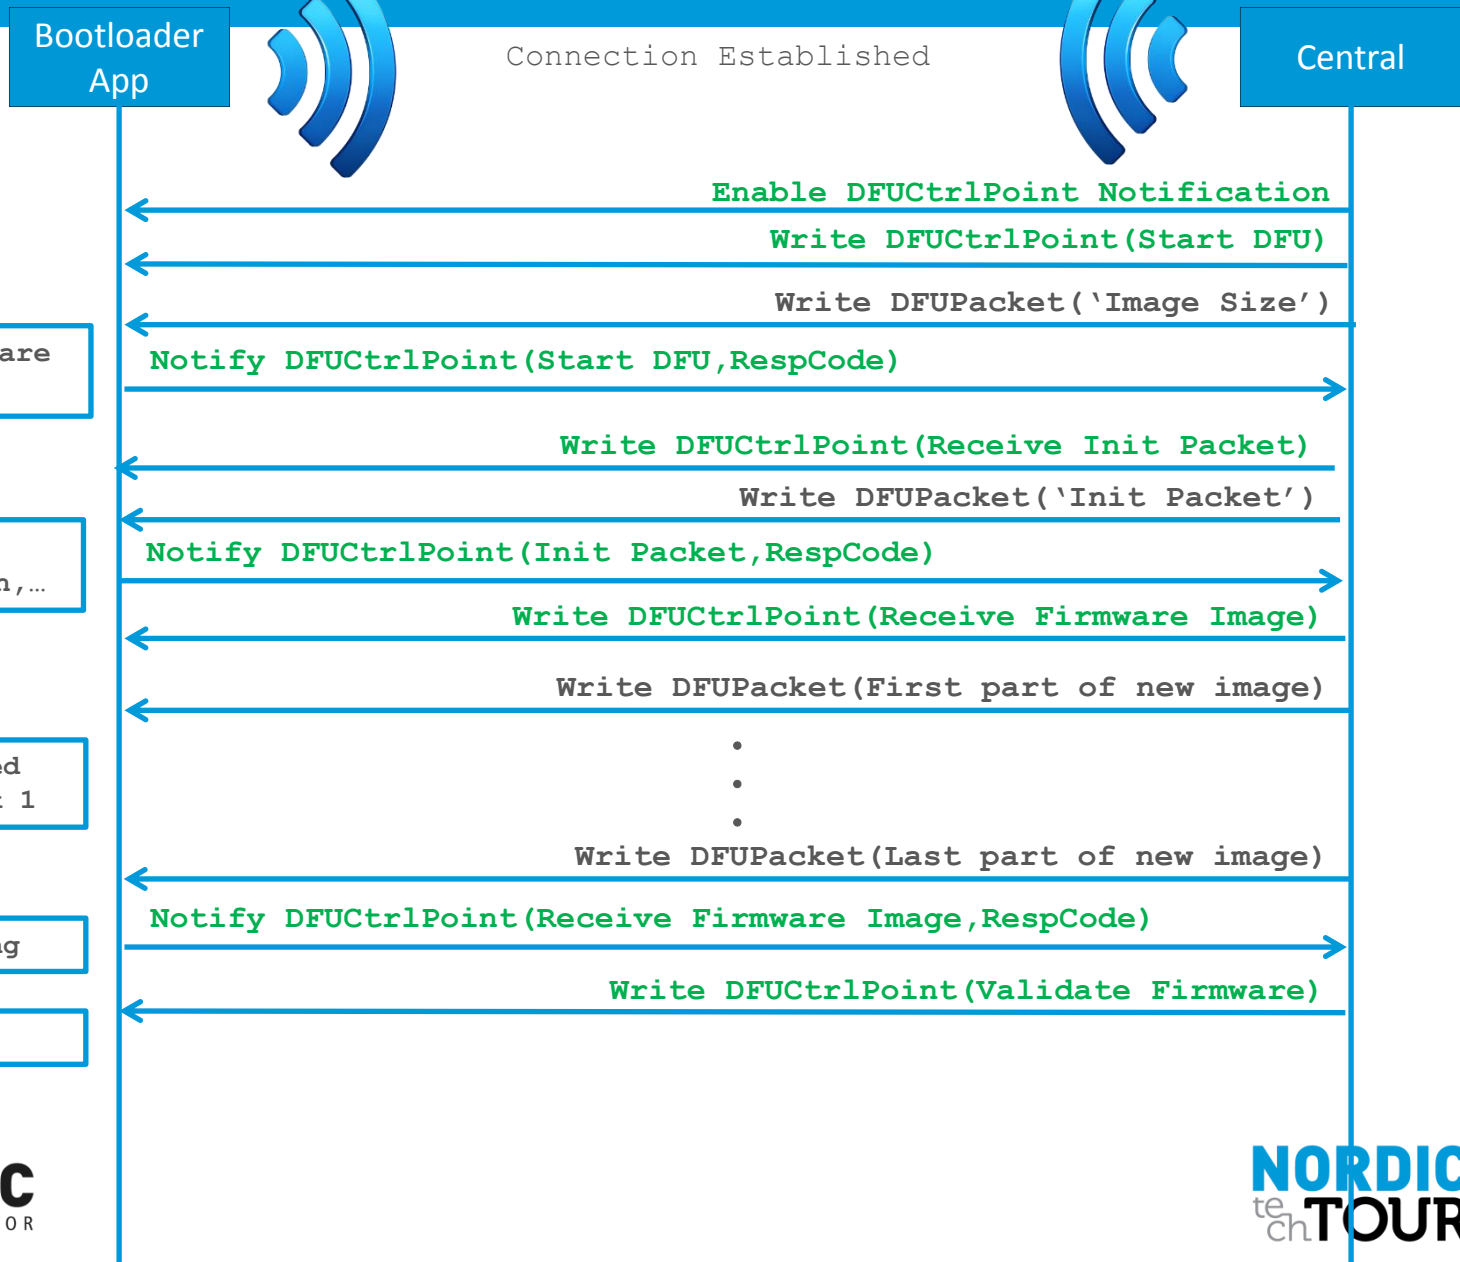 Bootloader
App
Connection Established
Central
Enable DFUCtrlPoint Notification
Write DFUCtrlPoint(Start DFU)
Write DFUPacket(‘Image Size’)
are
Notify DFUCtrlPoint(Start DFU,RespCode)
Write DFUCtrlPoint(Receive Init Packet)
Write DFUPacket(‘Init Packet’)
Notify DFUCtrlPoint(Init Packet,RespCode)
n,…
Write DFUCtrlPoint(Receive Firmware Image)
Write DFUPacket(First part of new image)
ed
1
Write DFUPacket(Last part of new image)
Notify DFUCtrlPoint(Receive Firmware Image,RespCode)
g
Write DFUCtrlPoint(Validate Firmware)
C
OR
NORDIC
tech TOUR